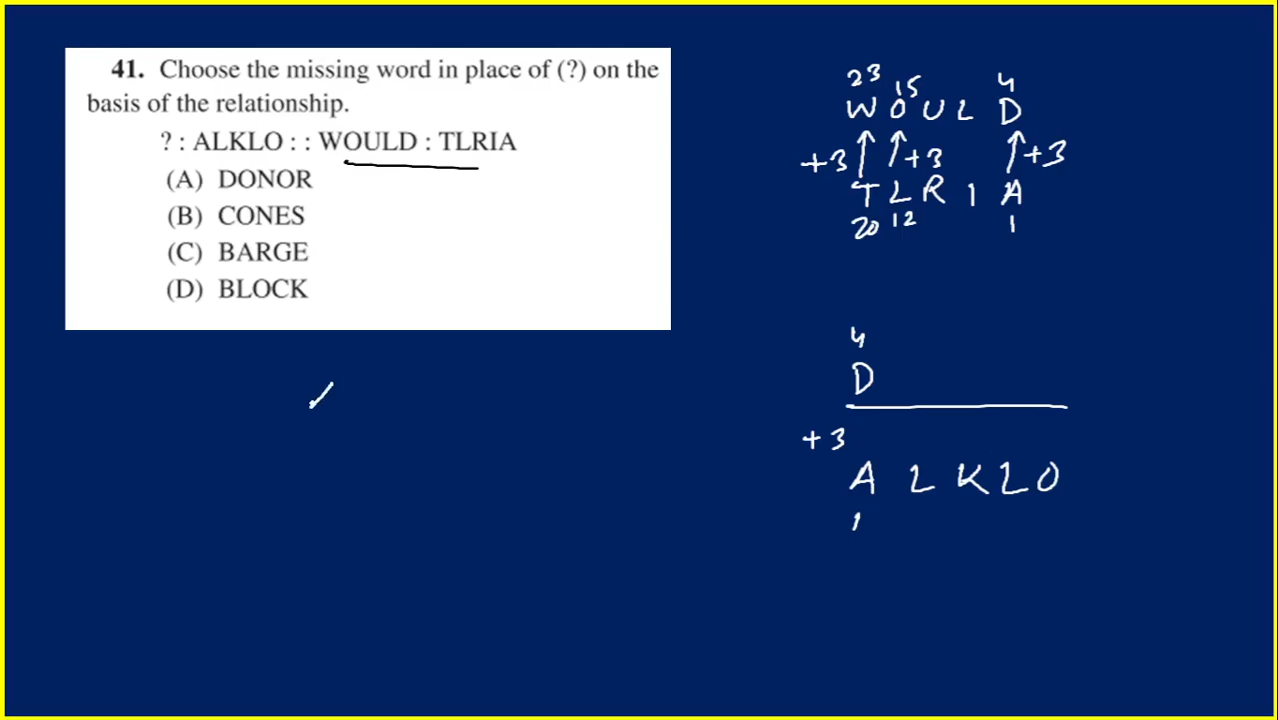 41. Choose the missing word in place of (?) on the
basis of the relationship.
? : ALKLO : : WOULD : TLRIA
(A) DONOR
(B) CONES
(C) BARGE
(D) BLOCK
23 15 4
W O U L D
+3 +3 +3
T L R I A
20 12 1
4
D
+3
A L K L O
1